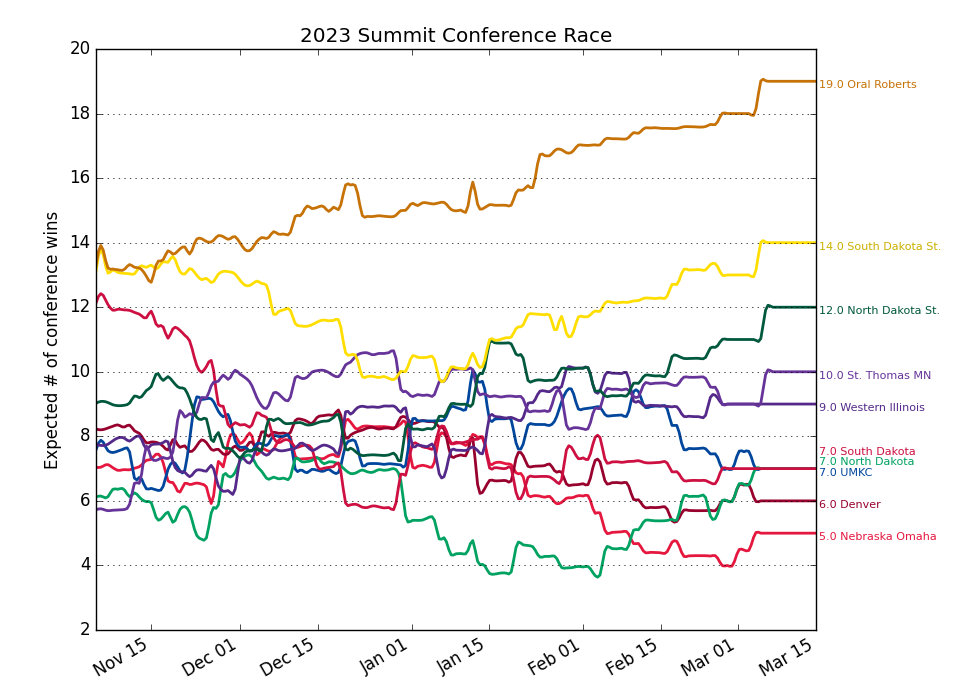 2023 Summit Conference Race
Expected # of conference wins
20
18
16
14
12
10
8
6
4
2
Nov 15
Dec 01
Dec 15
Jan 01
Jan 15
Feb 01
Feb 15
Mar 01
Mar 15
19.0 Oral Roberts
14.0 South Dakota St.
12.0 North Dakota St.
10.0 St. Thomas MN
9.0 Western Illinois
7.0 South Dakota
7.0 North Dakota
7.0 UMKC
6.0 Denver
5.0 Nebraska Omaha